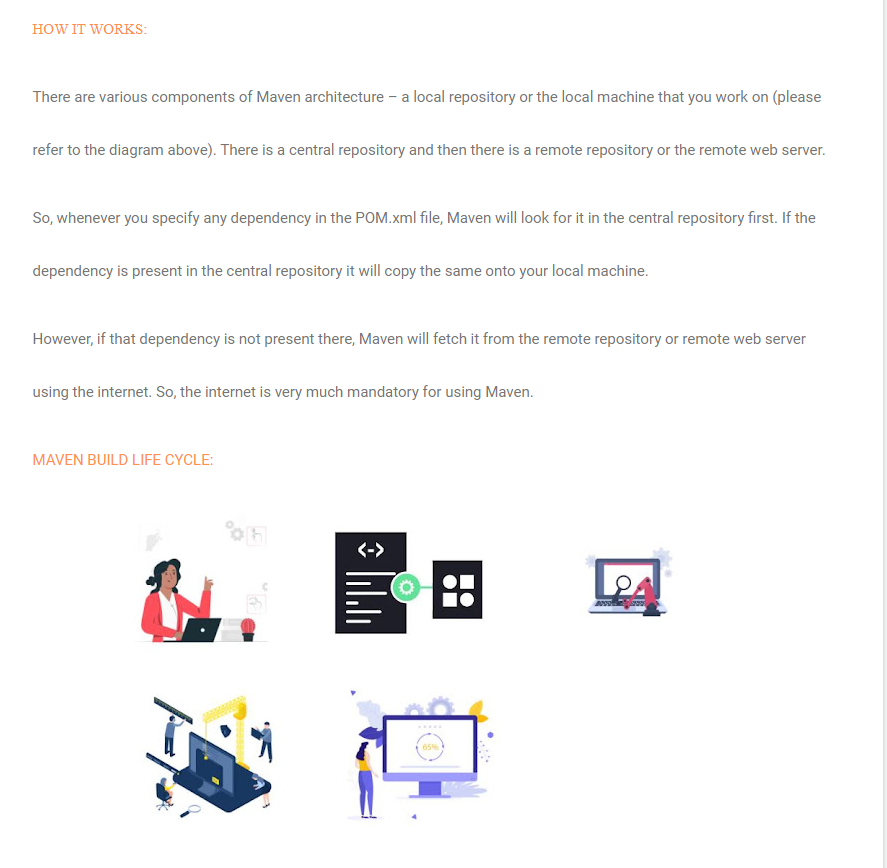 HOW IT WORKS:
There are various components of Maven architecture – a local repository or the local machine that you work on (please
refer to the diagram above). There is a central repository and then there is a remote repository or the remote web server.
So, whenever you specify any dependency in the POM.xml file, Maven will look for it in the central repository first. If the
dependency is present in the central repository it will copy the same onto your local machine.
However, if that dependency is not present there, Maven will fetch it from the remote repository or remote web server
using the internet. So, the internet is very much mandatory for using Maven.
MAVEN BUILD LIFE CYCLE:
<->
65%